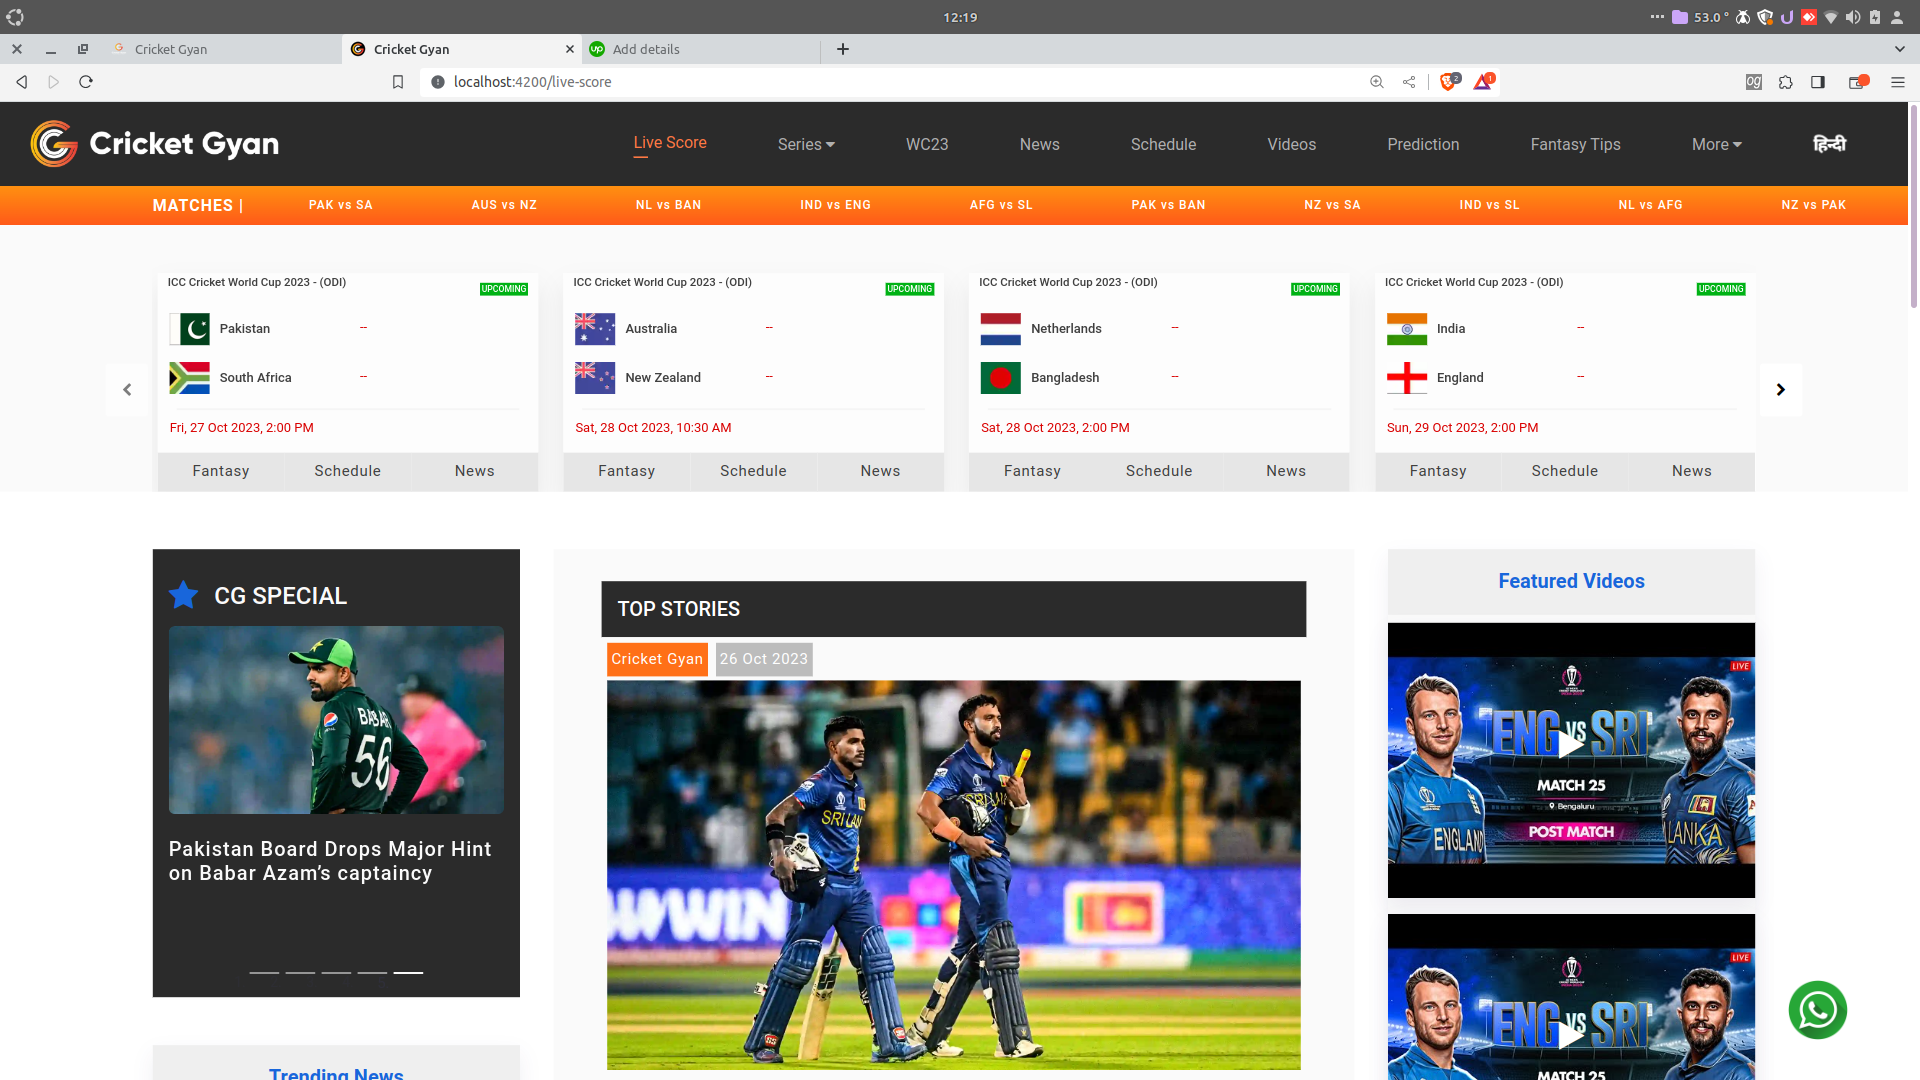 12:19
53.0 °
Cricket Gyan
Cricket Gyan
Add details
localhost:4200/live-score
Cricket Gyan
Live Score
Series
WC23
News
Schedule
Videos
Prediction
Fantasy Tips
More
हिन्दी
MATCHES |
PAK vs SA
AUS vs NZ
NL vs BAN
IND vs ENG
AFG vs SL
PAK vs BAN
NZ vs SA
IND vs SL
NL vs AFG
NZ vs PAK
ICC Cricket World Cup 2023 - (ODI)
UPCOMING
Pakistan --
South Africa --
Fri, 27 Oct 2023, 2:00 PM
Fantasy
Schedule
News
ICC Cricket World Cup 2023 - (ODI)
UPCOMING
Australia --
New Zealand --
Sat, 28 Oct 2023, 10:30 AM
Fantasy
Schedule
News
ICC Cricket World Cup 2023 - (ODI)
UPCOMING
Netherlands --
Bangladesh --
Sat, 28 Oct 2023, 2:00 PM
Fantasy
Schedule
News
ICC Cricket World Cup 2023 - (ODI)
UPCOMING
India --
England --
Sun, 29 Oct 2023, 2:00 PM
Fantasy
Schedule
News
CG SPECIAL
BABAR
56
Pakistan Board Drops Major Hint
on Babar Azam’s captaincy
Trending News
TOP STORIES
Cricket Gyan
26 Oct 2023
SRI LANKA
Featured Videos
LIVE
ENG VS SRI
MATCH 25
Bengaluru
POST MATCH
ENGLAND
LANKA
LIVE
ENG VS SRI
MATCH 25